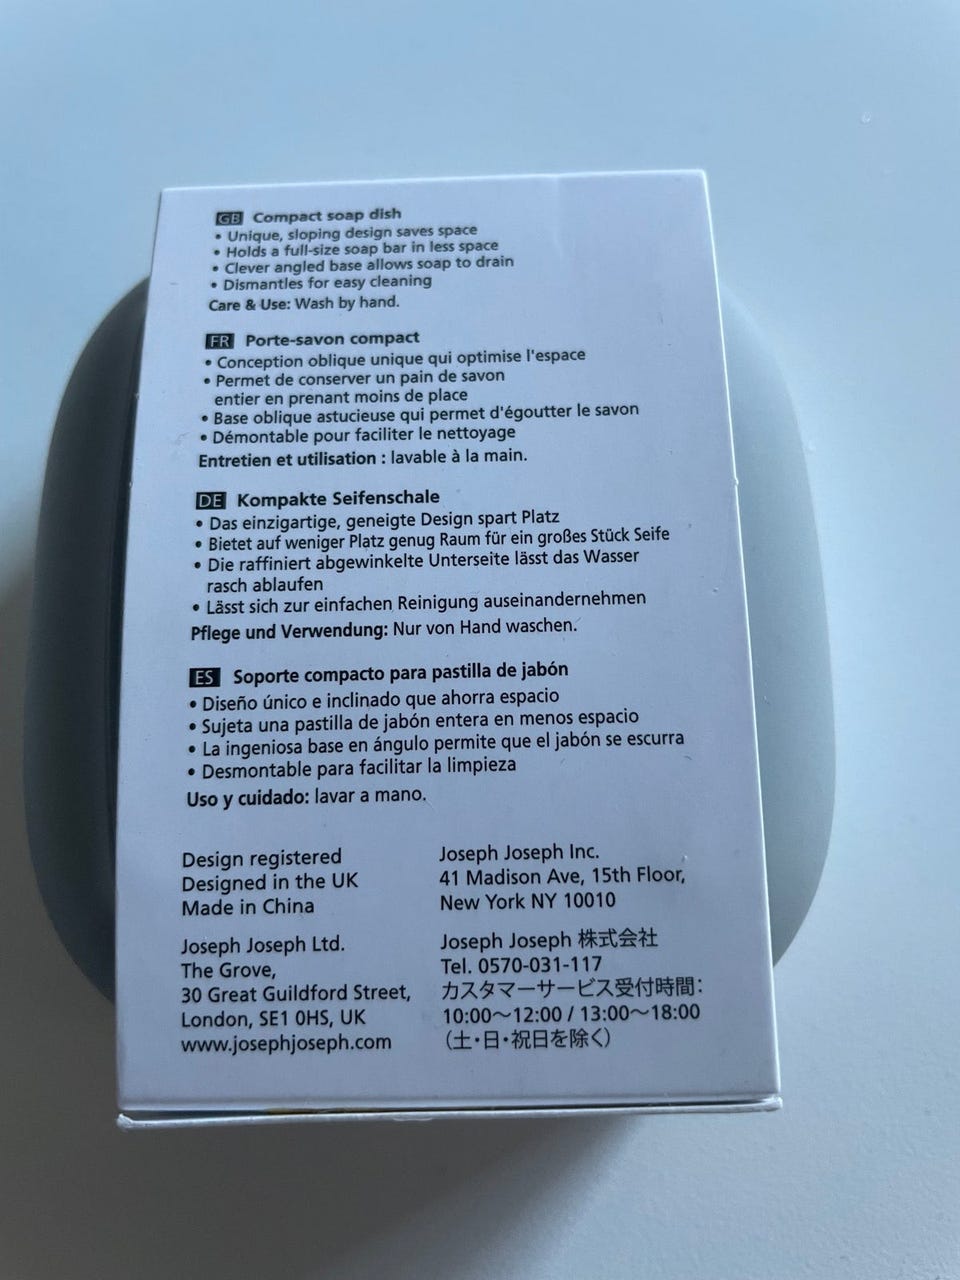 GB Compact soap dish
• Unique, sloping design saves space
• Holds a full-size soap bar in less space
• Clever angled base allows soap to drain
• Dismantles for easy cleaning
Care & Use: Wash by hand.
FR Porte-savon compact
• Conception oblique unique qui optimise l'espace
• Permet de conserver un pain de savon
entier en prenant moins de place
• Base oblique astucieuse qui permet d'égoutter le savon
• Démontable pour faciliter le nettoyage
Entretien et utilisation : lavable à la main.
DE Kompakte Seifenschale
• Das einzigartige, geneigte Design spart Platz
• Bietet auf weniger Platz genug Raum für ein großes Stück Seife
• Die raffiniert abgewinkelte Unterseite lässt das Wasser
rasch ablaufen
• Lässt sich zur einfachen Reinigung auseinandernehmen
Pflege und Verwendung: Nur von Hand waschen.
ES Soporte compacto para pastilla de jabón
• Diseño único e inclinado que ahorra espacio
• Sujeta una pastilla de jabón entera en menos espacio
• La ingeniosa base en ángulo permite que el jabón se escurra
• Desmontable para facilitar la limpieza
Uso y cuidado: lavar a mano.
Design registered
Designed in the UK
Made in China
Joseph Joseph Ltd.
The Grove,
30 Great Guildford Street,
London, SE1 0HS, UK
www.josephjoseph.com
Joseph Joseph Inc.
41 Madison Ave, 15th Floor,
New York NY 10010
Joseph Joseph 株式会社
Tel. 0570-031-117
カスタマーサービス受付時間：
10:00～12:00 / 13:00～18:00
（土・日・祝日を除く）